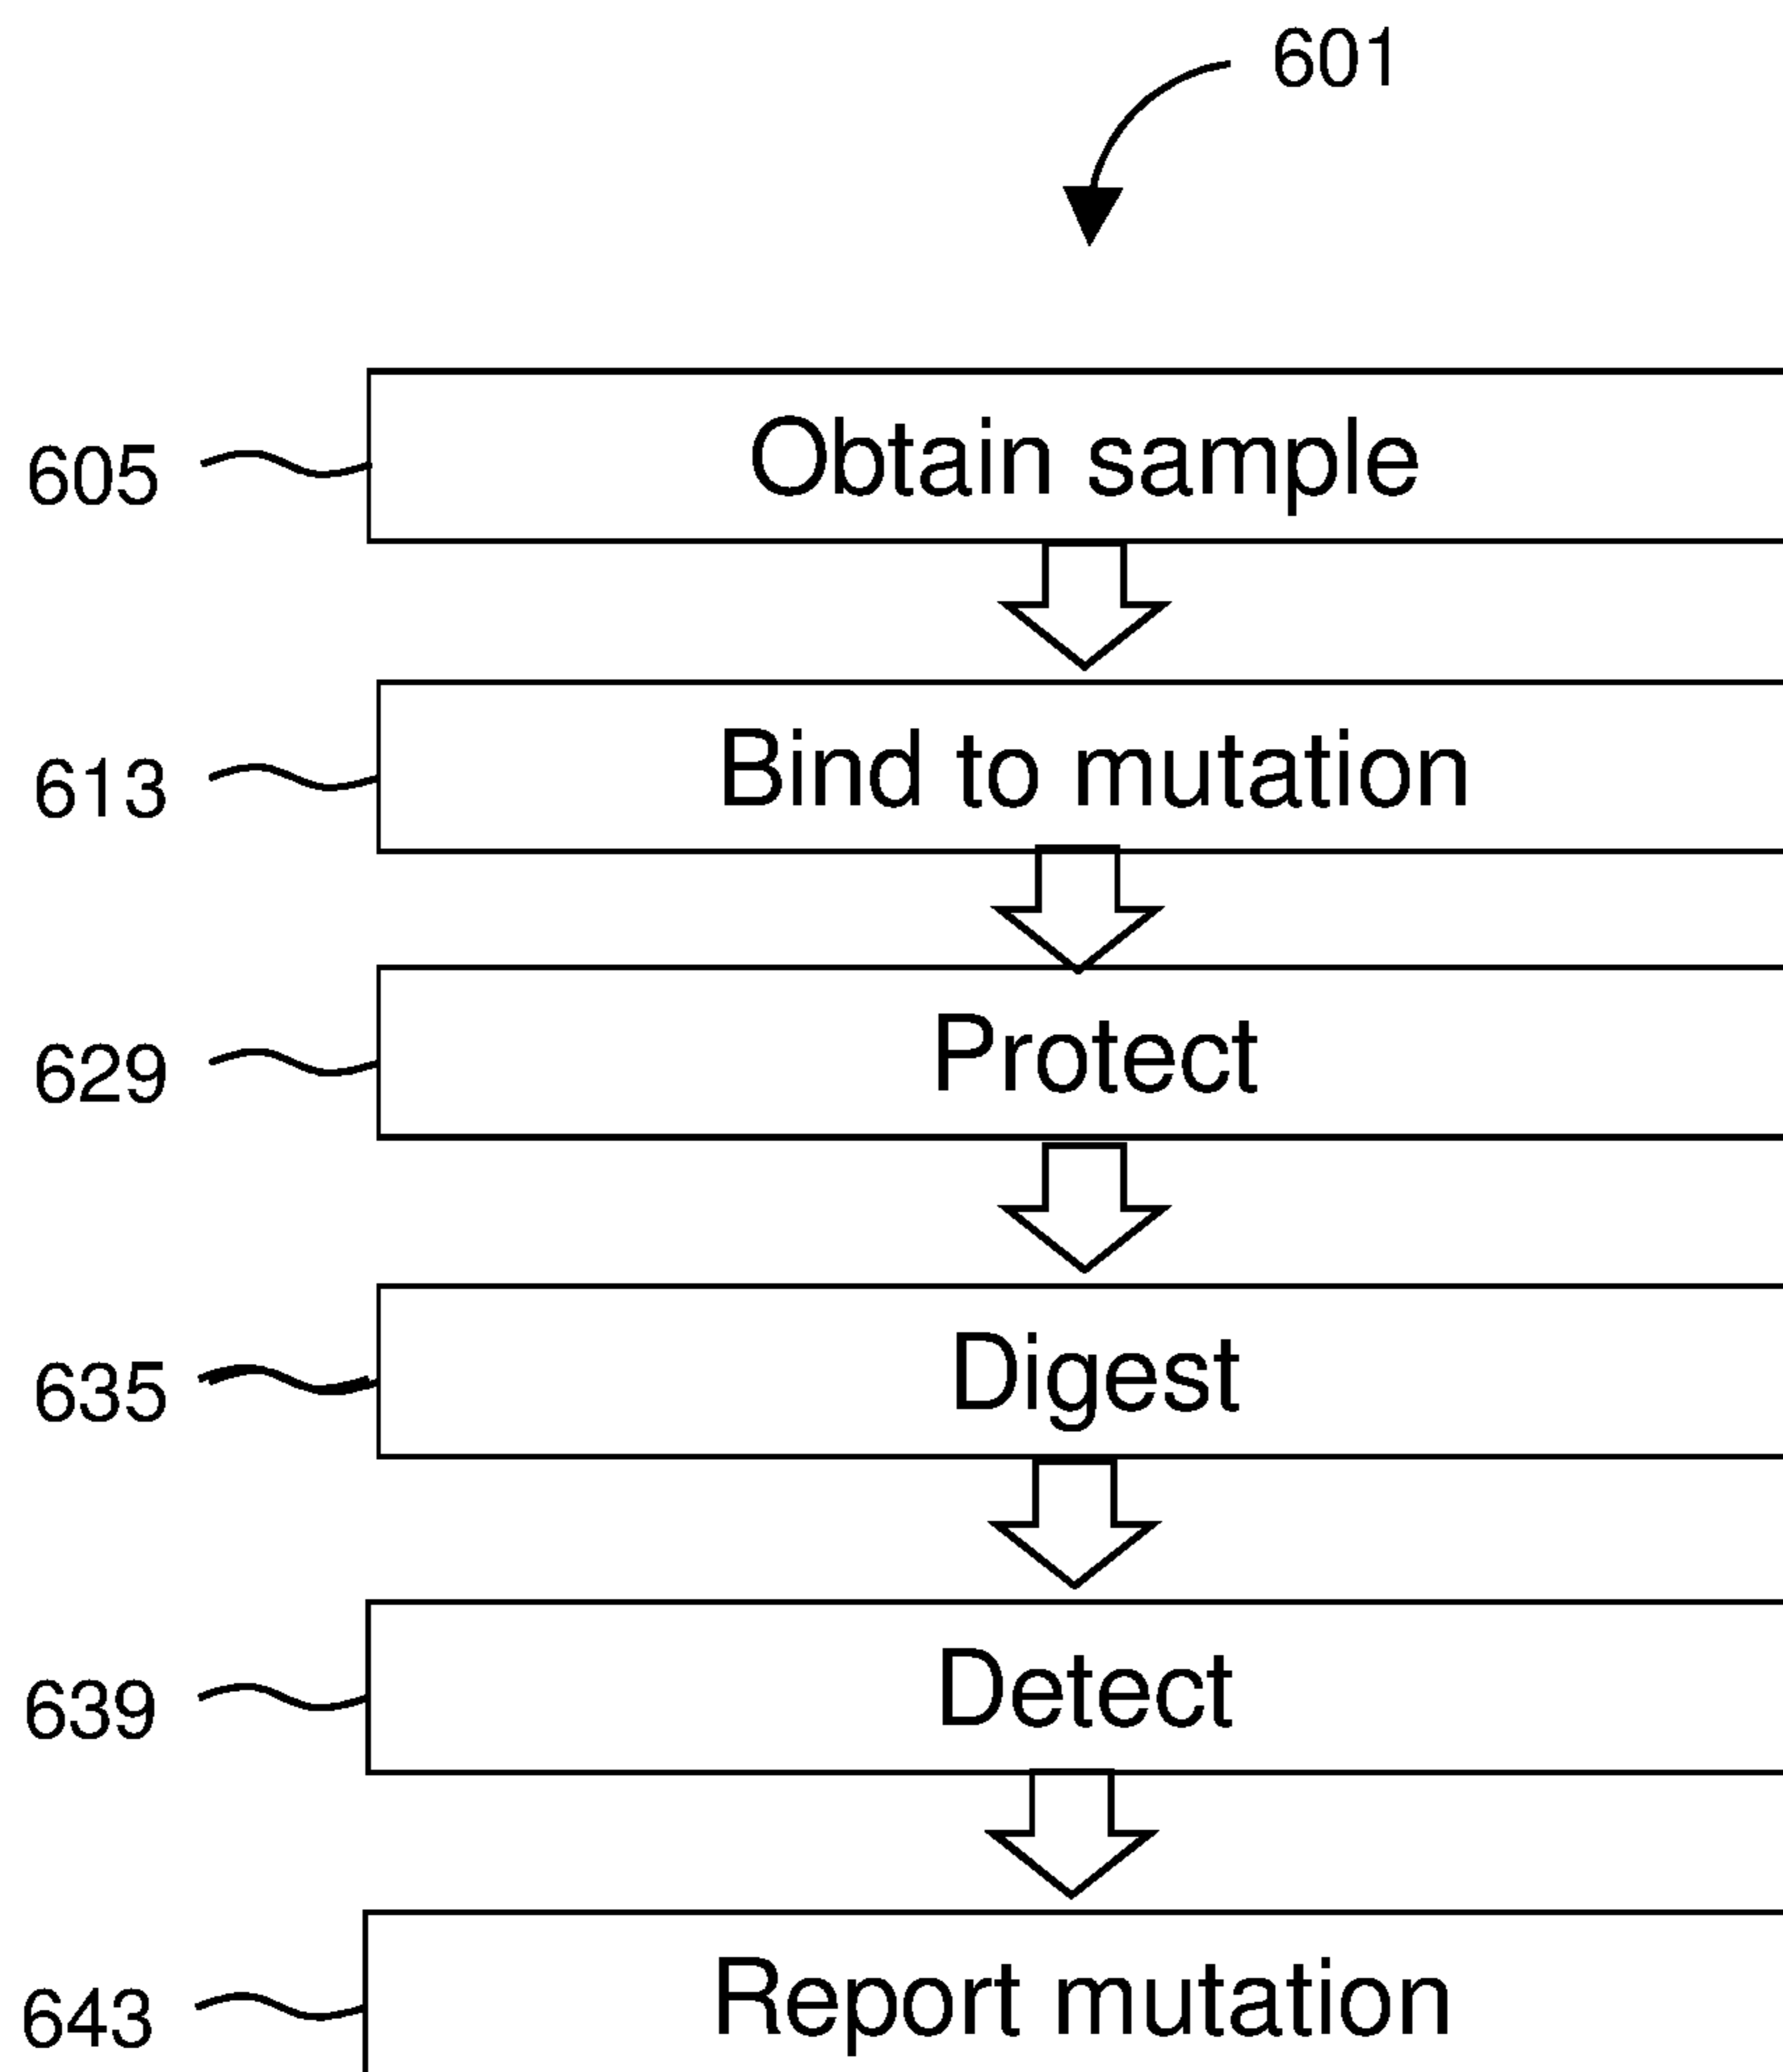 601
605 Obtain sample
613 Bind to mutation
629 Protect
635 Digest
639 Detect
643 Report mutation